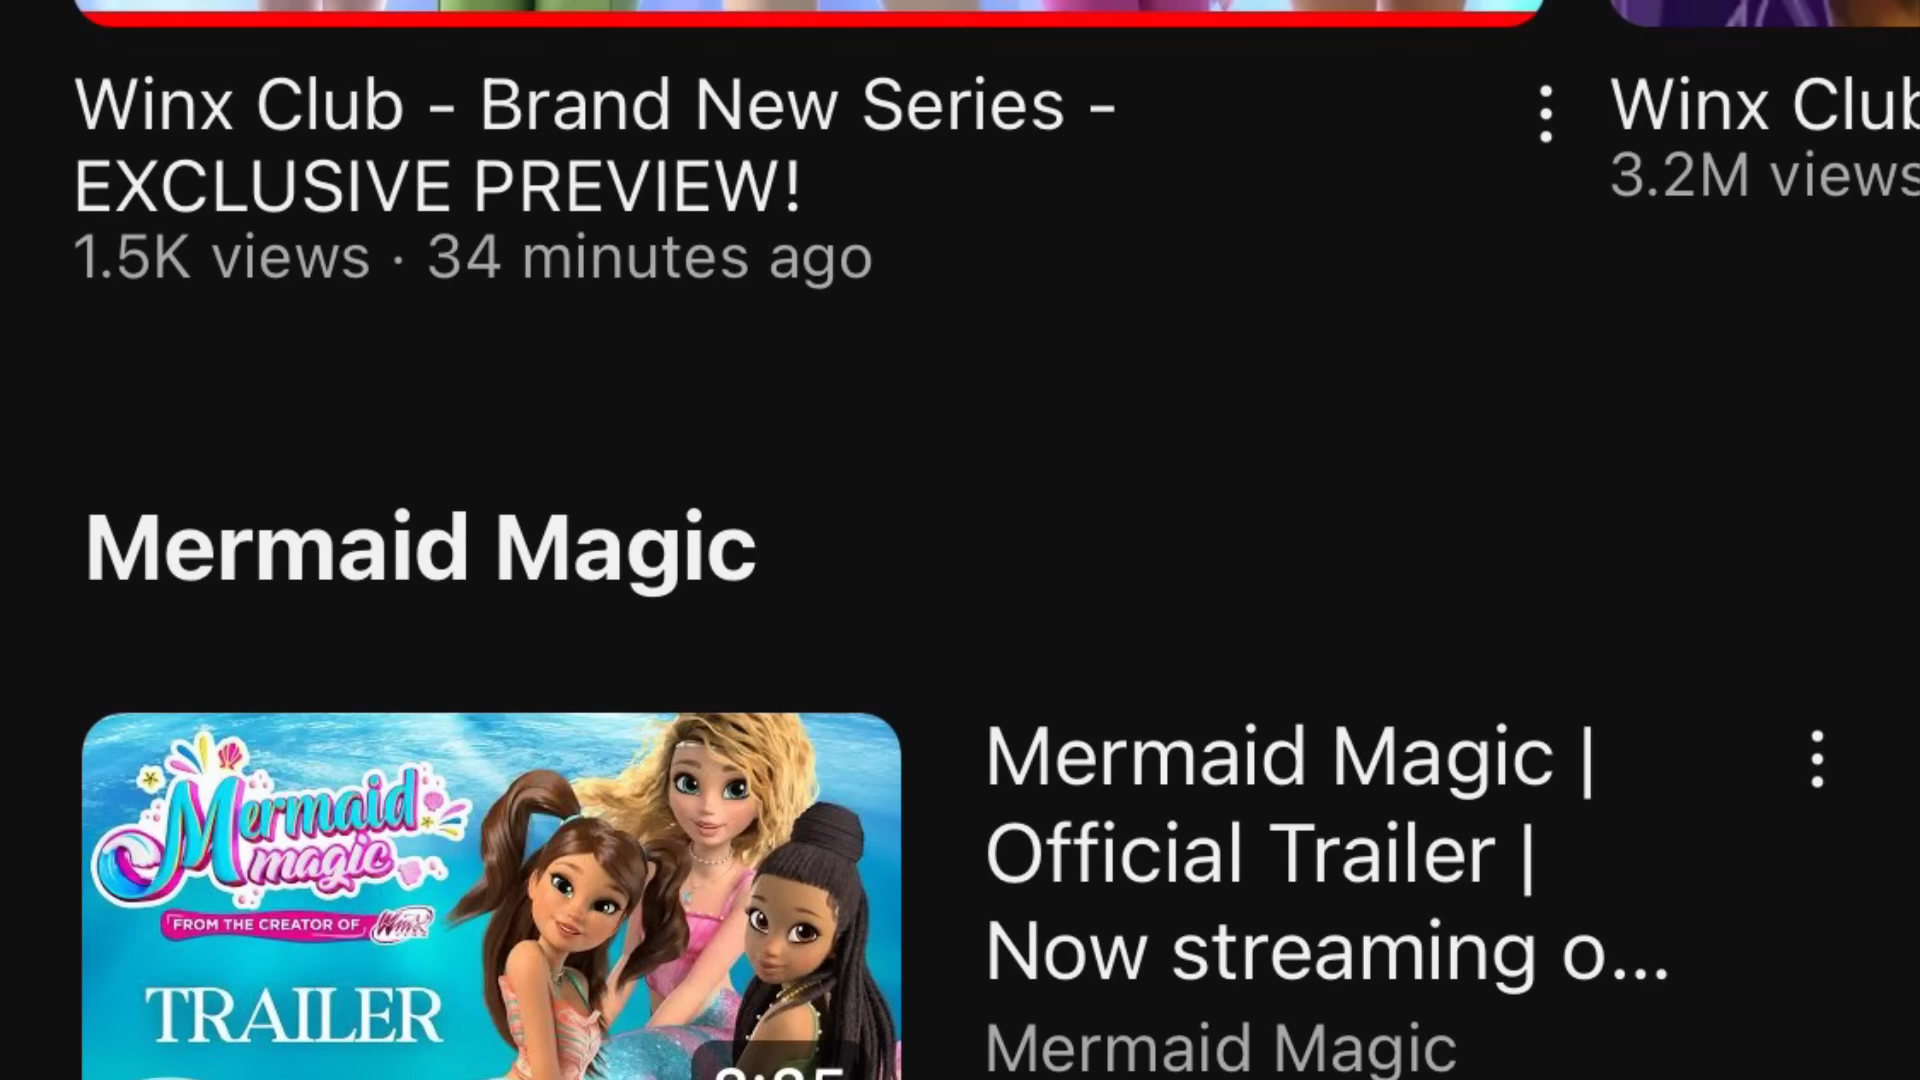 Winx Club - Brand New Series -
EXCLUSIVE PREVIEW!
1.5K views · 34 minutes ago
Winx Club
3.2M views
Mermaid Magic
Mermaid
magic
FROM THE CREATOR OF WinX
TRAILER
Mermaid Magic |
Official Trailer |
Now streaming o...
Mermaid Magic